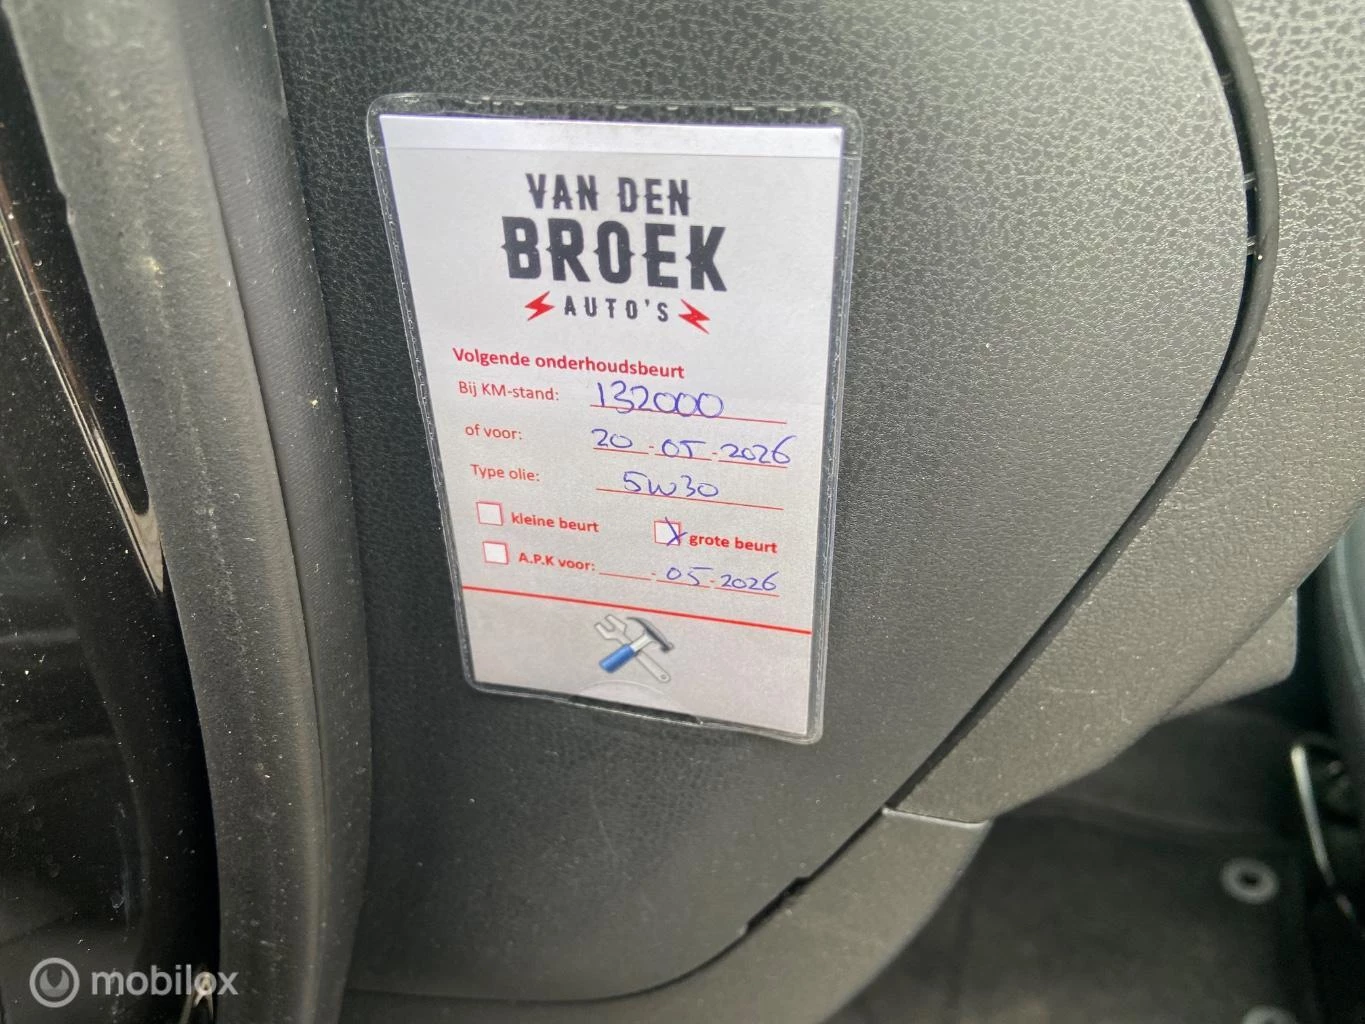 VAN DEN
BROEK
AUTO'S
Volgende onderhoudsbeurt
Bij KM-stand: 132000
of voor: 20-05-2026
Type olie: 5W30
kleine beurt X grote beurt
A.P.K voor: -05-2026
mobilox